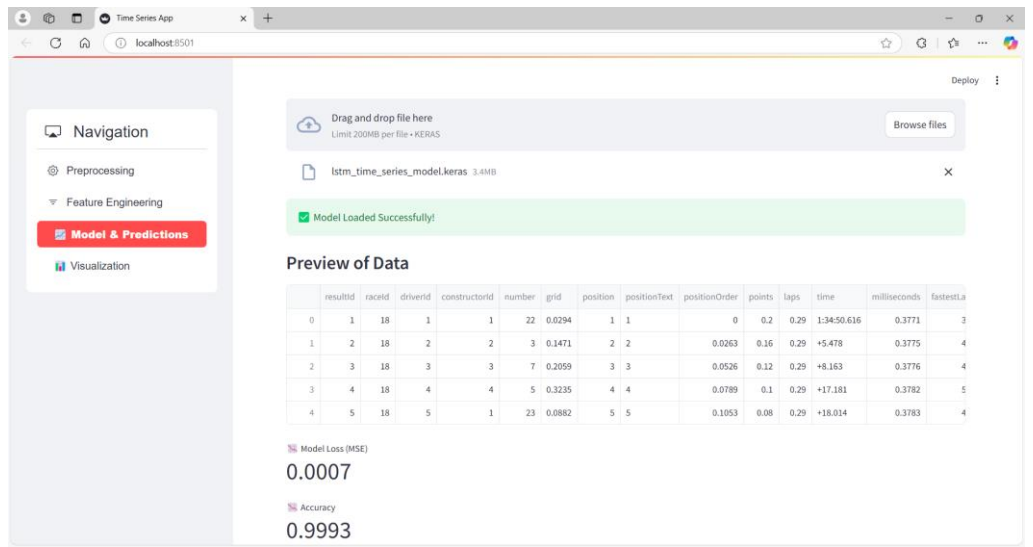 Time Series App
localhost:8501
Deploy
Navigation
Preprocessing
Feature Engineering
Model & Predictions
Visualization
Drag and drop file here
Limit 200MB per file • KERAS
Browse files
lstm_time_series_model.keras 3.4MB
Model Loaded Successfully!
Preview of Data
resultId raceId driverId constructorId number grid position positionText positionOrder points laps time milliseconds fastestLa
0 1 18 1 1 22 0.0294 1 1 0 0.2 0.29 1:34:50.616 0.3771 3
1 2 18 2 2 3 0.1471 2 2 0.0263 0.16 0.29 +5.478 0.3775 4
2 3 18 3 3 7 0.2059 3 3 0.0526 0.12 0.29 +8.163 0.3776 4
3 4 18 4 4 5 0.3235 4 4 0.0789 0.1 0.29 +17.181 0.3782 5
4 5 18 5 1 23 0.0882 5 5 0.1053 0.08 0.29 +18.014 0.3783 4
Model Loss (MSE)
0.0007
Accuracy
0.9993